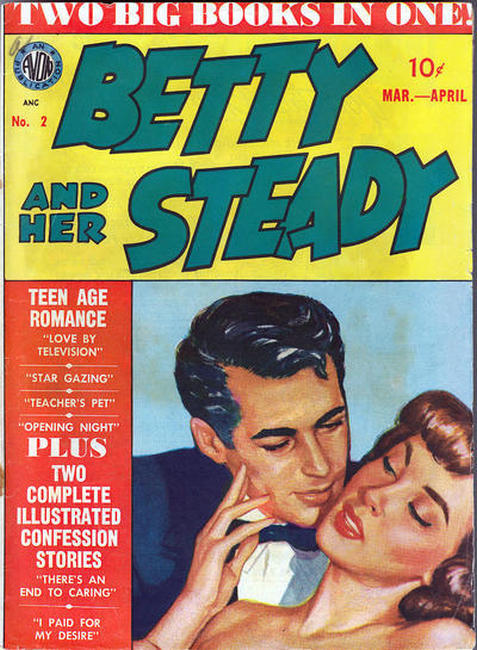 TWO BIG BOOKS IN ONE!
AN
AVON
PUBLICATION
ANC
No. 2
10¢
MAR.—APRIL
BETTY
AND HER
STEADY
TEEN AGE
ROMANCE
"LOVE BY
TELEVISION"
"STAR GAZING"
"TEACHER'S PET"
"OPENING NIGHT"
PLUS
TWO
COMPLETE
ILLUSTRATED
CONFESSION
STORIES
"THERE'S AN
END TO CARING"
"I PAID FOR
MY DESIRE"